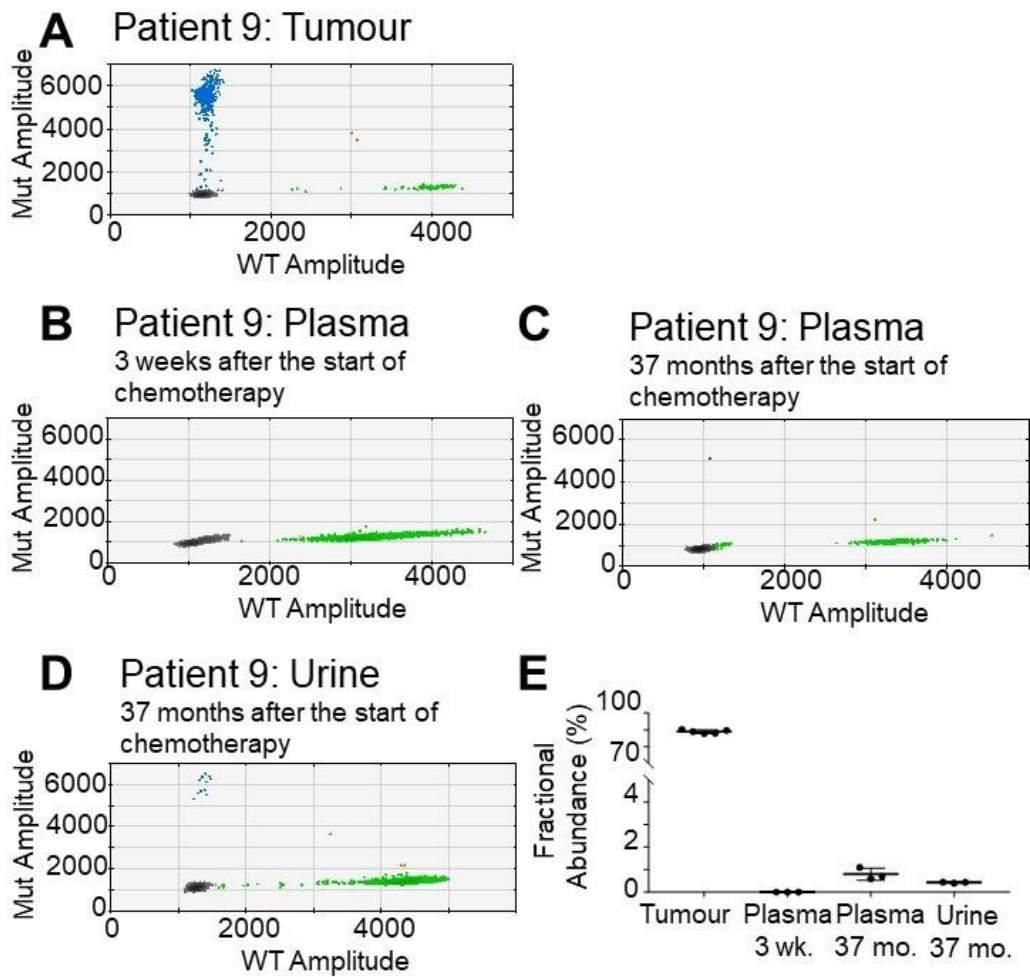 A Patient 9: Tumour
Mut Amplitude
6000
4000
2000
0
0 2000 4000
WT Amplitude
B Patient 9: Plasma
3 weeks after the start of
chemotherapy
Mut Amplitude
6000
4000
2000
0
0 2000 4000
WT Amplitude
C Patient 9: Plasma
37 months after the start of
chemotherapy
Mut Amplitude
6000
4000
2000
0
0 2000 4000
WT Amplitude
D Patient 9: Urine
37 months after the start of
chemotherapy
Mut Amplitude
6000
4000
2000
0
0 2000 4000
WT Amplitude
E
Fractional
Abundance (%)
100
70
4
2
0
Tumour Plasma Plasma Urine
3 wk. 37 mo. 37 mo.